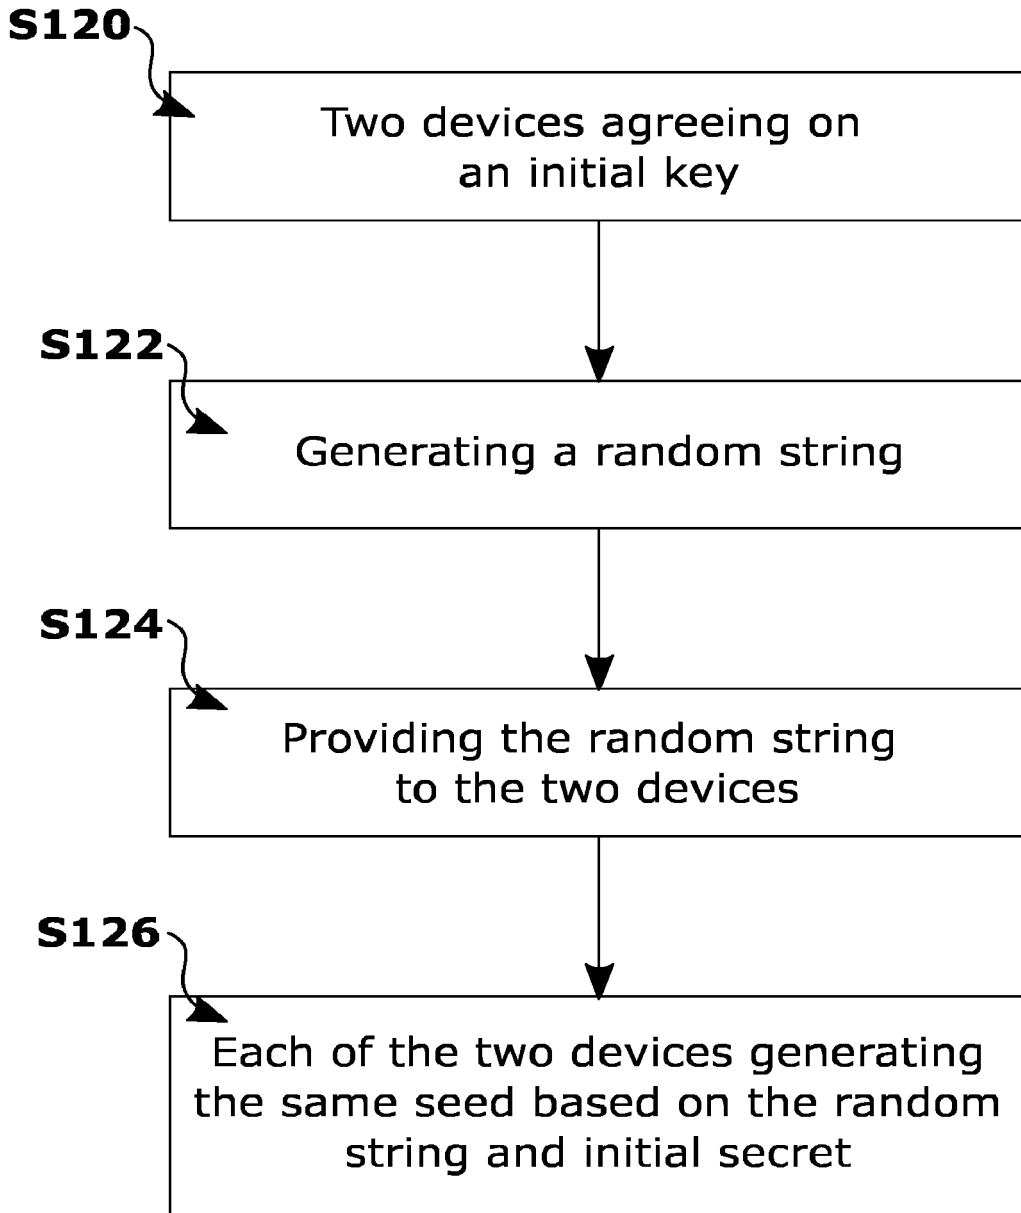 S120
Two devices agreeing on
an initial key
S122
Generating a random string
S124
Providing the random string
to the two devices
S126
Each of the two devices generating
the same seed based on the random
string and initial secret